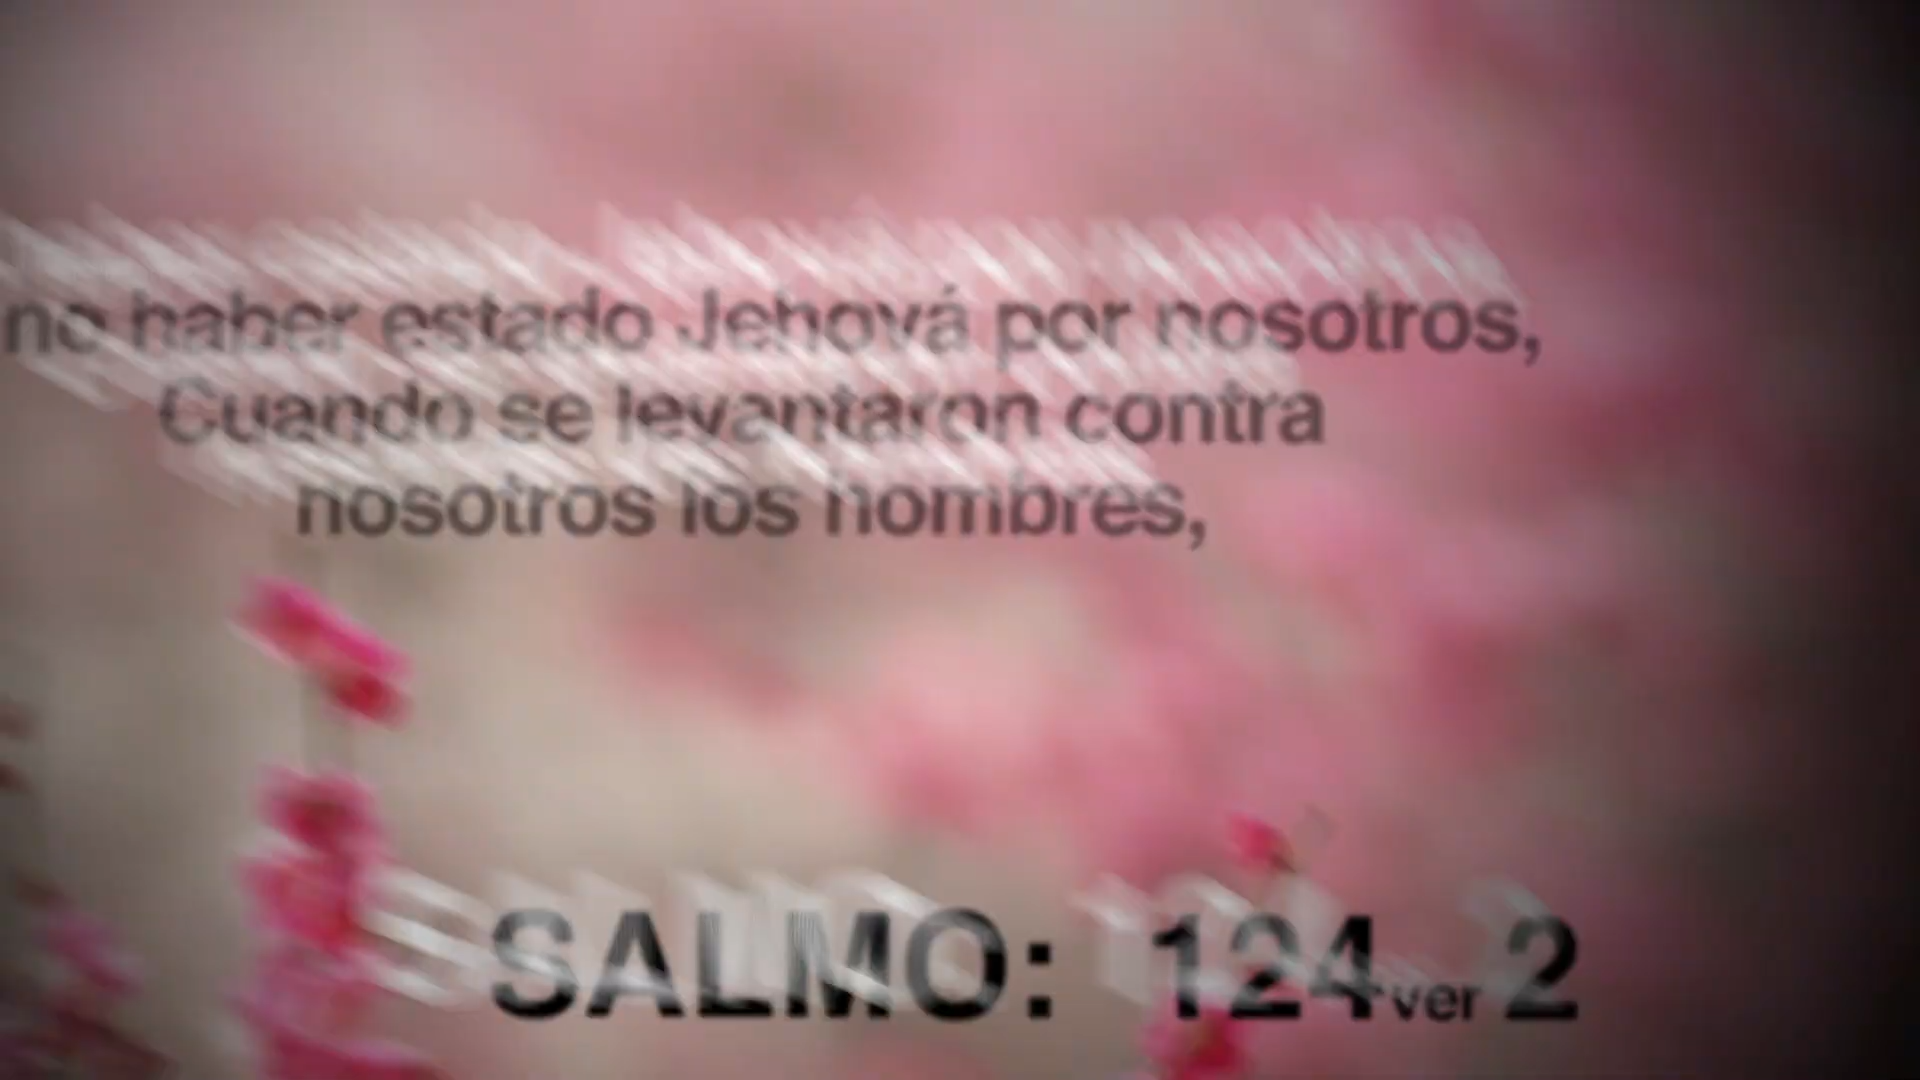 no haber estado Jehová por nosotros,
Cuando se levantaron contra
nosotros los hombres,
SALMO: 124 ver 2